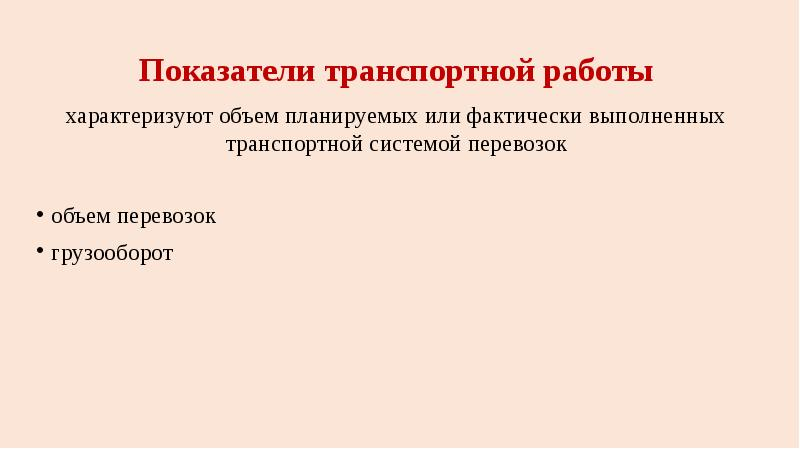 Показатели транспортной работы
характеризуют объем планируемых или фактически выполненных
транспортной системой перевозок
• объем перевозок
• грузооборот